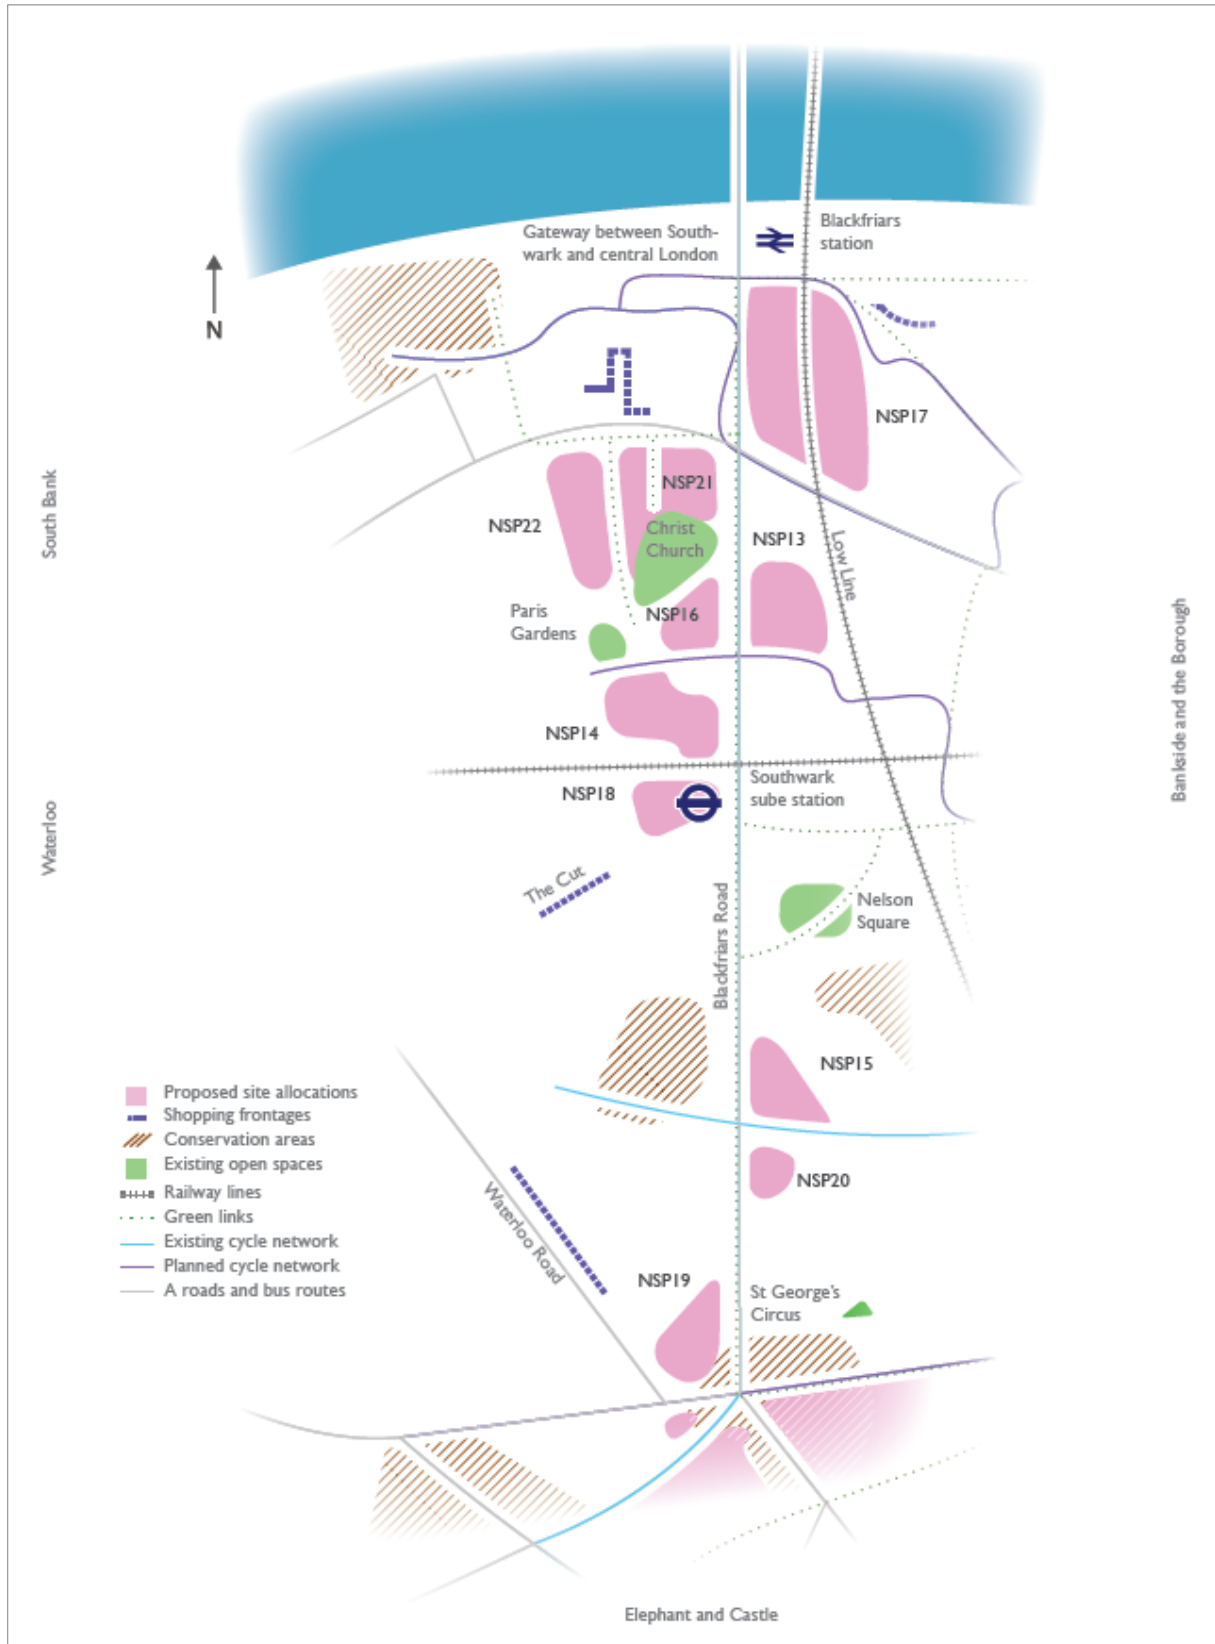 Gateway between South-
wark and central London
Blackfriars
station
N
NSP17
South Bank
NSP21
NSP22
Christ
Church
NSP13
Low Line
Paris
Gardens
NSP16
Bankside and the Borough
NSP14
Southwark
sube station
NSP18
Waterloo
The Cut
Blackfriars Road
Nelson
Square
NSP15
Proposed site allocations
Shopping frontages
Conservation areas
Existing open spaces
Railway lines
Green links
Existing cycle network
Planned cycle network
A roads and bus routes
Waterloo Road
NSP20
NSP19
St George's
Circus
Elephant and Castle